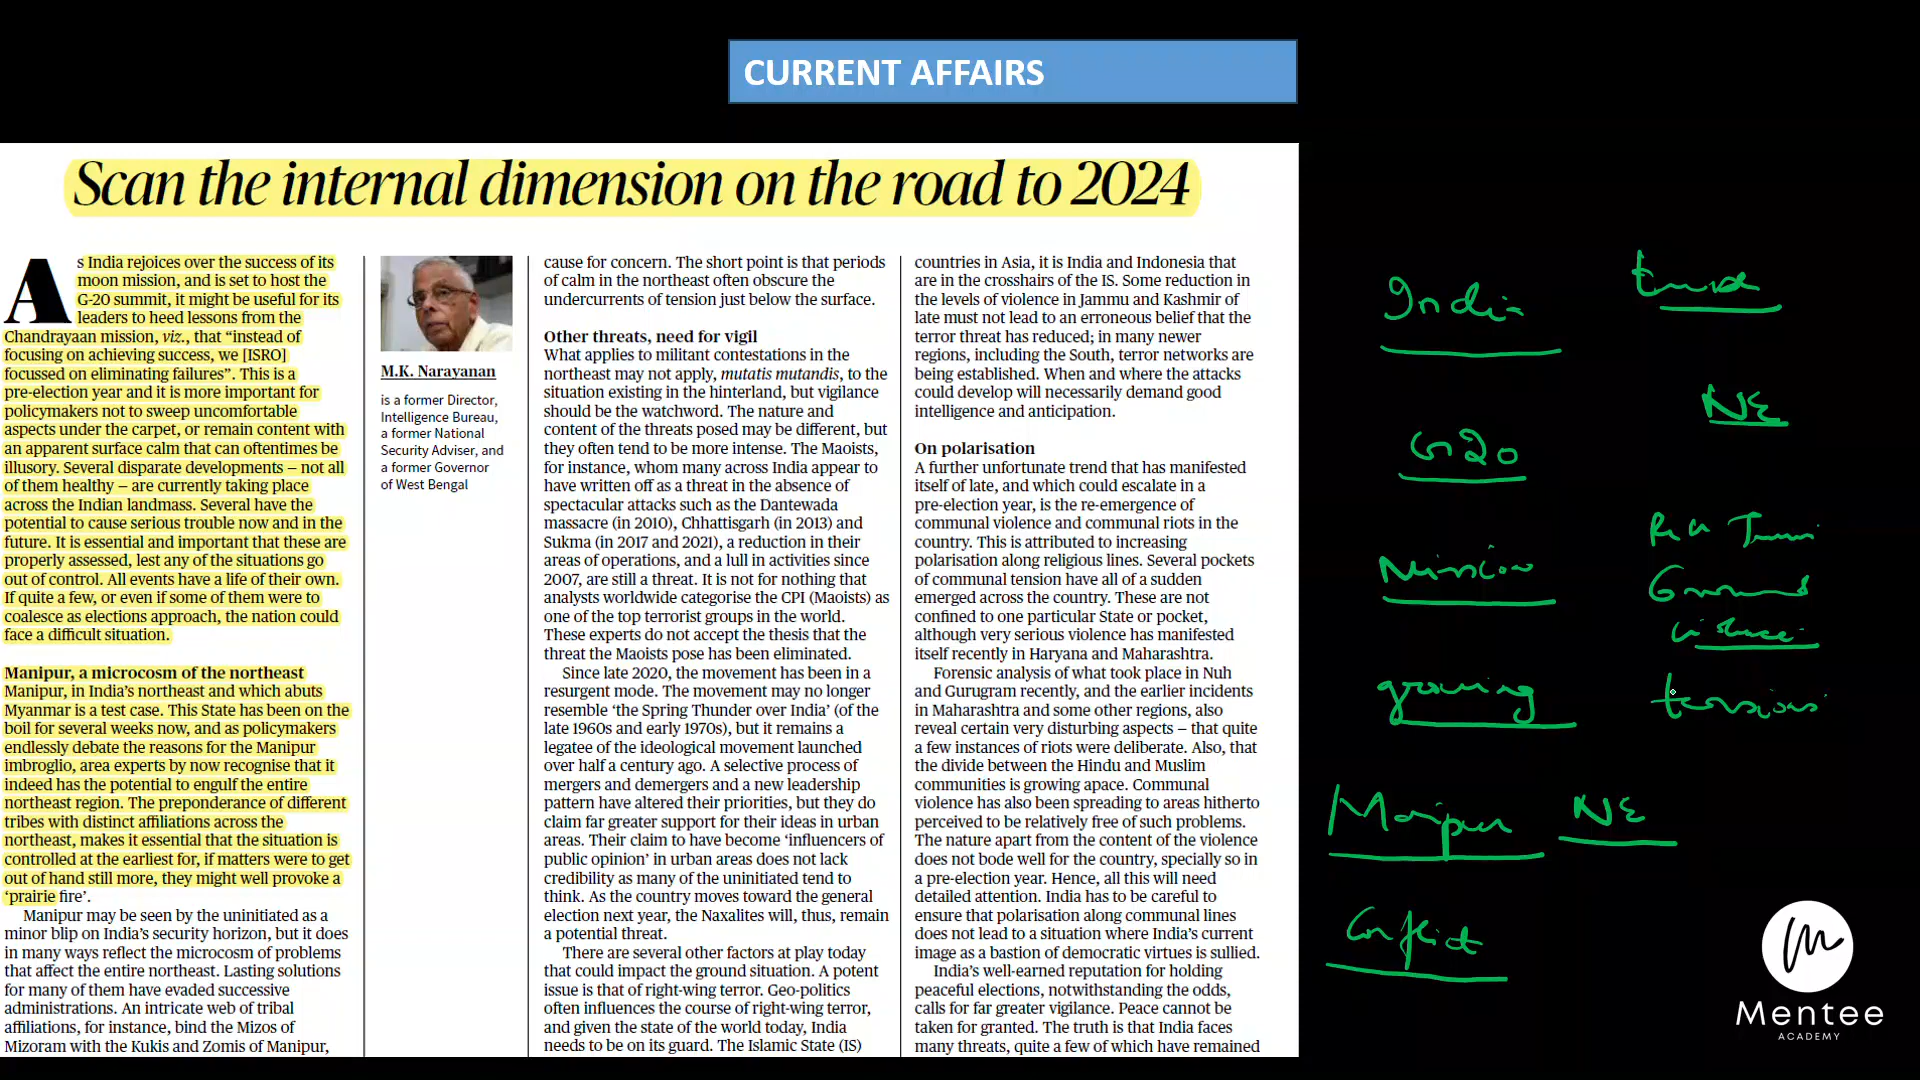 CURRENT AFFAIRS
Scan the internal dimension on the road to 2024
As India rejoices over the success of its
moon mission, and is set to host the
G-20 summit, it might be useful for its
leaders to heed lessons from the
Chandrayaan mission, viz., that “instead of
focusing on achieving success, we [ISRO]
focussed on eliminating failures”. This is a
pre-election year and it is more important for
policymakers not to sweep uncomfortable
aspects under the carpet, or remain content with
an apparent surface calm that can oftentimes be
illusory. Several disparate developments — not all
of them healthy — are currently taking place
across the Indian landmass. Several have the
potential to cause serious trouble now and in the
future. It is essential and important that these are
properly assessed, lest any of the situations go
out of control. All events have a life of their own.
If quite a few, or even if some of them were to
coalesce as elections approach, the nation could
face a difficult situation.
Manipur, a microcosm of the northeast
Manipur, in India’s northeast and which abuts
Myanmar is a test case. This State has been on the
boil for several weeks now, and as policymakers
endlessly debate the reasons for the Manipur
imbroglio, area experts by now recognise that it
indeed has the potential to engulf the entire
northeast region. The preponderance of different
tribes with distinct affiliations across the
northeast, makes it essential that the situation is
controlled at the earliest for, if matters were to get
out of hand still more, they might well provoke a
‘prairie fire’.
Manipur may be seen by the uninitiated as a
minor blip on India’s security horizon, but it does
in many ways reflect the microcosm of problems
that affect the entire northeast. Lasting solutions
for many of them have evaded successive
administrations. An intricate web of tribal
affiliations, for instance, bind the Mizos of
Mizoram with the Kukis and Zomis of Manipur,
M.K. Narayanan
is a former Director,
Intelligence Bureau,
a former National
Security Adviser, and
a former Governor
of West Bengal
cause for concern. The short point is that periods
of calm in the northeast often obscure the
undercurrents of tension just below the surface.
Other threats, need for vigil
What applies to militant contestations in the
northeast may not apply, mutatis mutandis, to the
situation existing in the hinterland, but vigilance
should be the watchword. The nature and
content of the threats posed may be different, but
they often tend to be more intense. The Maoists,
for instance, whom many across India appear to
have written off as a threat in the absence of
spectacular attacks such as the Dantewada
massacre (in 2010), Chhattisgarh (in 2013) and
Sukma (in 2017 and 2021), a reduction in their
areas of operations, and a lull in activities since
2007, are still a threat. It is not for nothing that
analysts worldwide categorise the CPI (Maoists) as
one of the top terrorist groups in the world.
These experts do not accept the thesis that the
threat the Maoists pose has been eliminated.
Since late 2020, the movement has been in a
resurgent mode. The movement may no longer
resemble ‘the Spring Thunder over India’ (of the
late 1960s and early 1970s), but it remains a
legatee of the ideological movement launched
over half a century ago. A selective process of
mergers and demergers and a new leadership
pattern have altered their priorities, but they do
claim far greater support for their ideas in urban
areas. Their claim to have become ‘influencers of
public opinion’ in urban areas does not lack
credibility as many of the uninitiated tend to
think. As the country moves toward the general
election next year, the Naxalites will, thus, remain
a potential threat.
There are several other factors at play today
that could impact the ground situation. A potent
issue is that of right-wing terror. Geo-politics
often influences the course of right-wing terror,
and given the state of the world today, India
needs to be on its guard. The Islamic State (IS)
countries in Asia, it is India and Indonesia that
are in the crosshairs of the IS. Some reduction in
the levels of violence in Jammu and Kashmir of
late must not lead to an erroneous belief that the
terror threat has reduced; in many newer
regions, including the South, terror networks are
being established. When and where the attacks
could develop will necessarily demand good
intelligence and anticipation.
On polarisation
A further unfortunate trend that has manifested
itself of late, and which could escalate in a
pre-election year, is the re-emergence of
communal violence and communal riots in the
country. This is attributed to increasing
polarisation along religious lines. Several pockets
of communal tension have all of a sudden
emerged across the country. These are not
confined to one particular State or pocket,
although very serious violence has manifested
itself recently in Haryana and Maharashtra.
Forensic analysis of what took place in Nuh
and Gurugram recently, and the earlier incidents
in Maharashtra and some other regions, also
reveal certain very disturbing aspects — that quite
a few instances of riots were deliberate. Also, that
the divide between the Hindu and Muslim
communities is growing apace. Communal
violence has also been spreading to areas hitherto
perceived to be relatively free of such problems.
The nature apart from the content of the violence
does not bode well for the country, specially so in
a pre-election year. Hence, all this will need
detailed attention. India has to be careful to
ensure that polarisation along communal lines
does not lead to a situation where India’s current
image as a bastion of democratic virtues is sullied.
India’s well-earned reputation for holding
peaceful elections, notwithstanding the odds,
calls for far greater vigilance. Peace cannot be
taken for granted. The truth is that India faces
many threats, quite a few of which have remained
India
G20
Mission
growing
Manipur NE
Conflict
NE
tensions
Mentee
ACADEMY